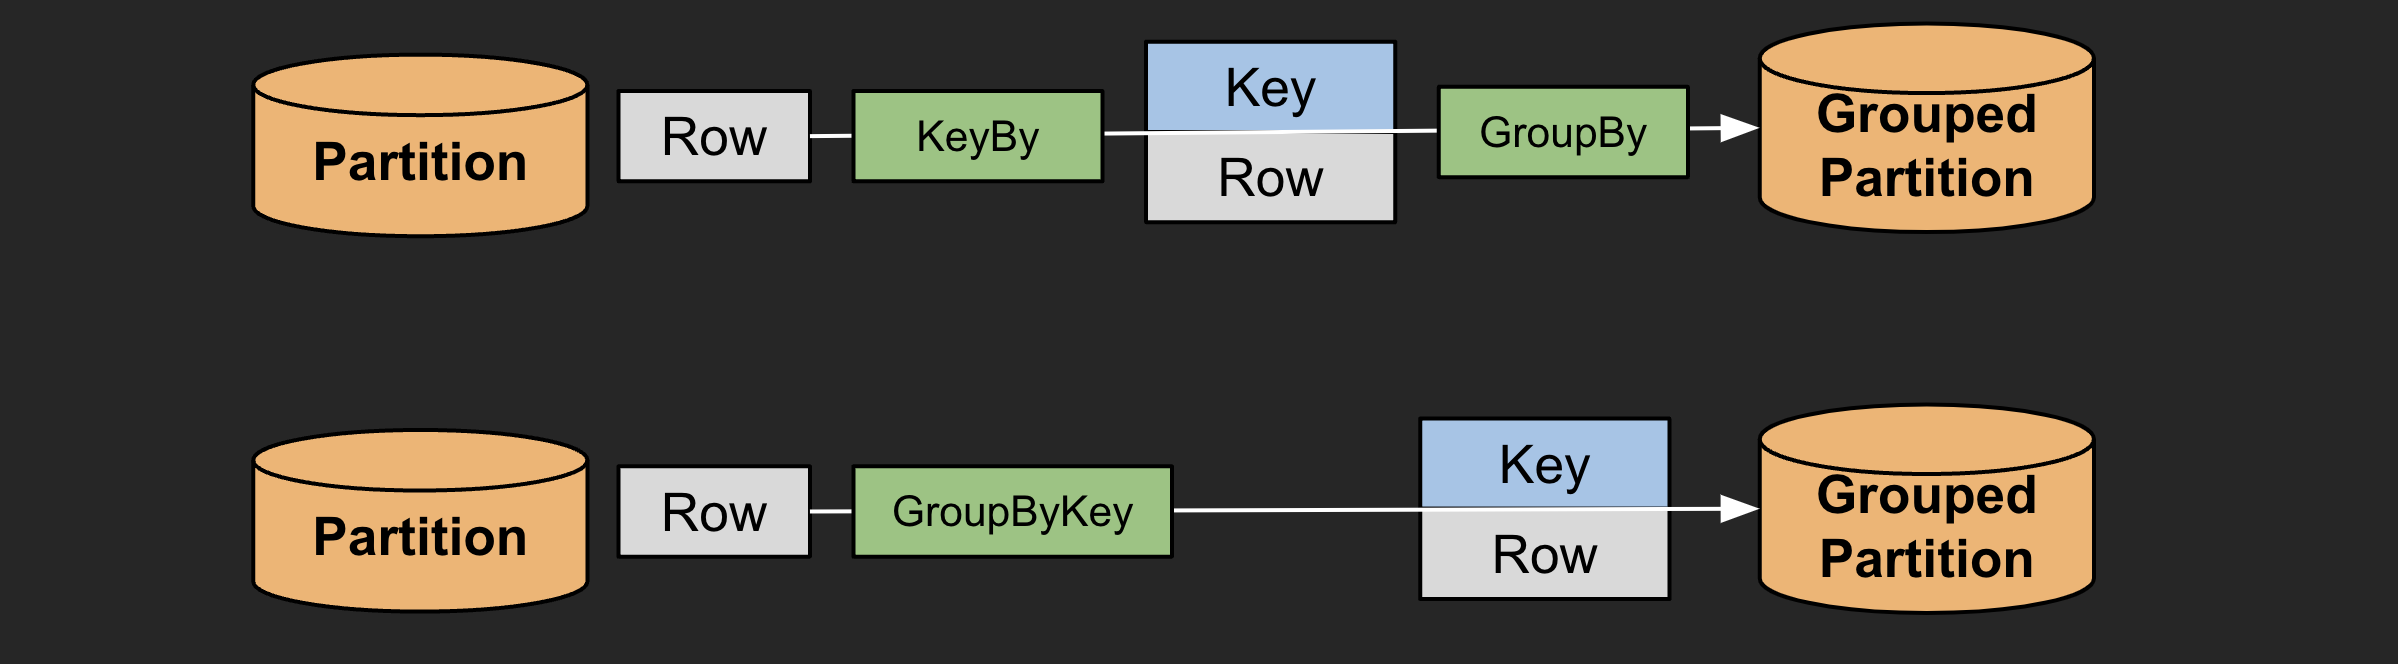 Partition
Row
KeyBy
Key
Row
GroupBy
Grouped
Partition
Partition
Row
GroupByKey
Key
Row
Grouped
Partition